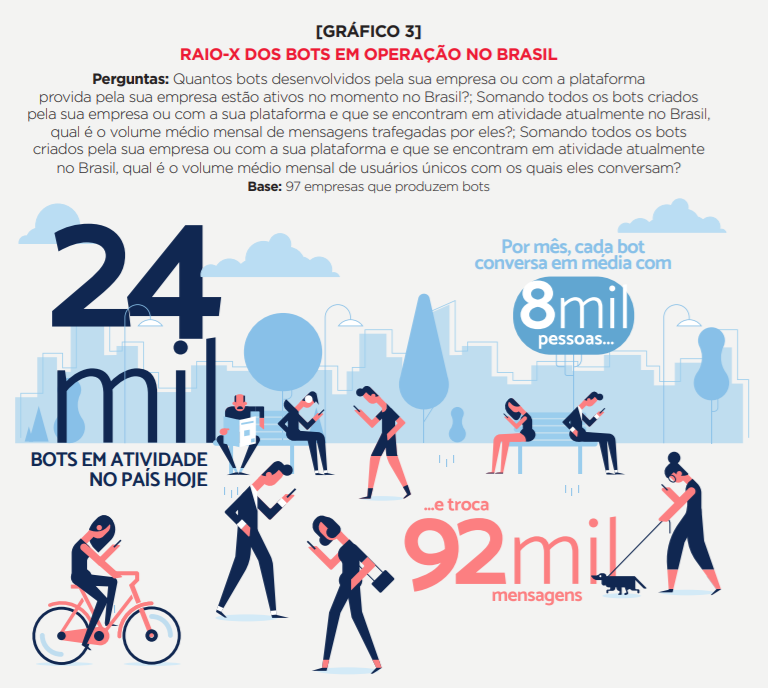 [GRÁFICO 3]
RAIO-X DOS BOTS EM OPERAÇÃO NO BRASIL
Perguntas: Quantos bots desenvolvidos pela sua empresa ou com a plataforma
provida pela sua empresa estão ativos no momento no Brasil?; Somando todos os bots criados
pela sua empresa ou com a sua plataforma e que se encontram em atividade atualmente no Brasil,
qual é o volume médio mensal de mensagens trafegadas por eles?; Somando todos os bots
criados pela sua empresa ou com a sua plataforma e que se encontram em atividade atualmente
no Brasil, qual é o volume médio mensal de usuários únicos com os quais eles conversam?
Base: 97 empresas que produzem bots
24
mil
BOTS EM ATIVIDADE
NO PAÍS HOJE
Por mês, cada bot
conversa em média com
8mil
pessoas...
...e troca
92mil
mensagens